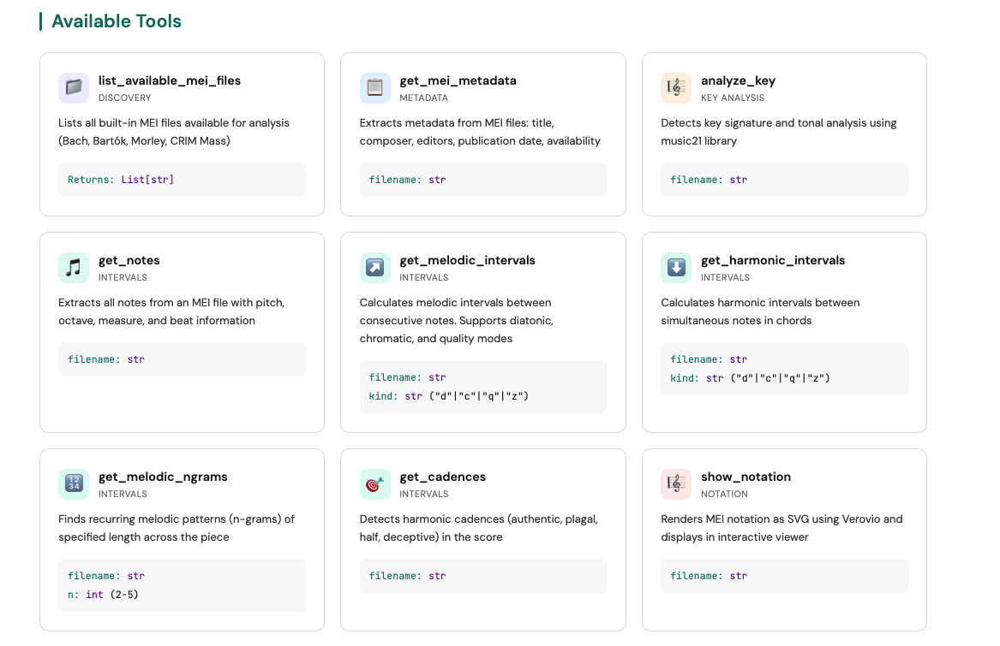 Available Tools
list_available_mei_files
DISCOVERY
Lists all built-in MEI files available for analysis
(Bach, Bartók, Morley, CRIM Mass)
Returns: List[str]
get_mei_metadata
METADATA
Extracts metadata from MEI files: title,
composer, editors, publication date, availability
filename: str
analyze_key
KEY ANALYSIS
Detects key signature and tonal analysis using
music21 library
filename: str
get_notes
INTERVALS
Extracts all notes from an MEI file with pitch,
octave, measure, and beat information
filename: str
get_melodic_intervals
INTERVALS
Calculates melodic intervals between
consecutive notes. Supports diatonic,
chromatic, and quality modes
filename: str
kind: str ("d"|"c"|"q"|"z")
get_harmonic_intervals
INTERVALS
Calculates harmonic intervals between
simultaneous notes in chords
filename: str
kind: str ("d"|"c"|"q"|"z")
1234
get_melodic_ngrams
INTERVALS
Finds recurring melodic patterns (n-grams) of
specified length across the piece
filename: str
n: int (2-5)
get_cadences
INTERVALS
Detects harmonic cadences (authentic, plagal,
half, deceptive) in the score
filename: str
show_notation
NOTATION
Renders MEI notation as SVG using Verovio and
displays in interactive viewer
filename: str